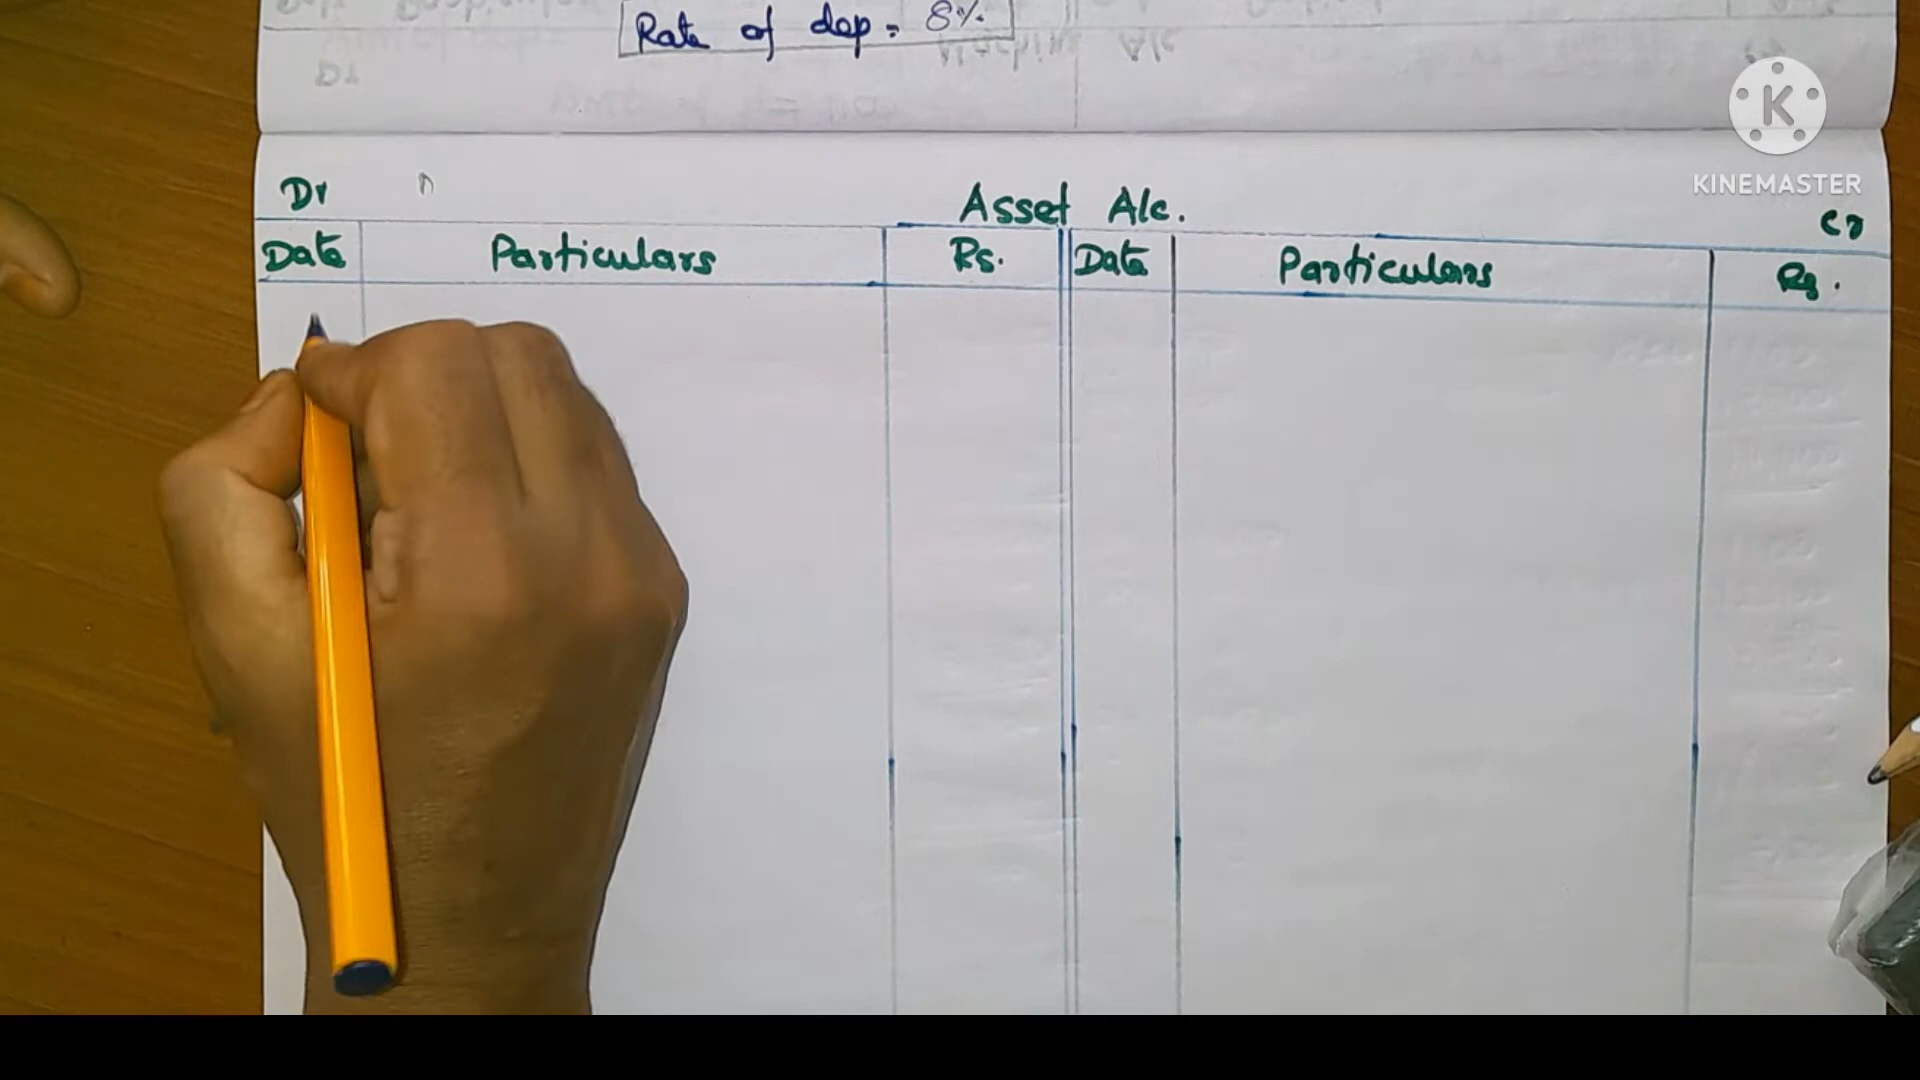 Rate of dep = 8%
K
KINEMASTER
Dr
Asset A/c.
Cr
Date Particulars Rs. Date Particulars Rs.